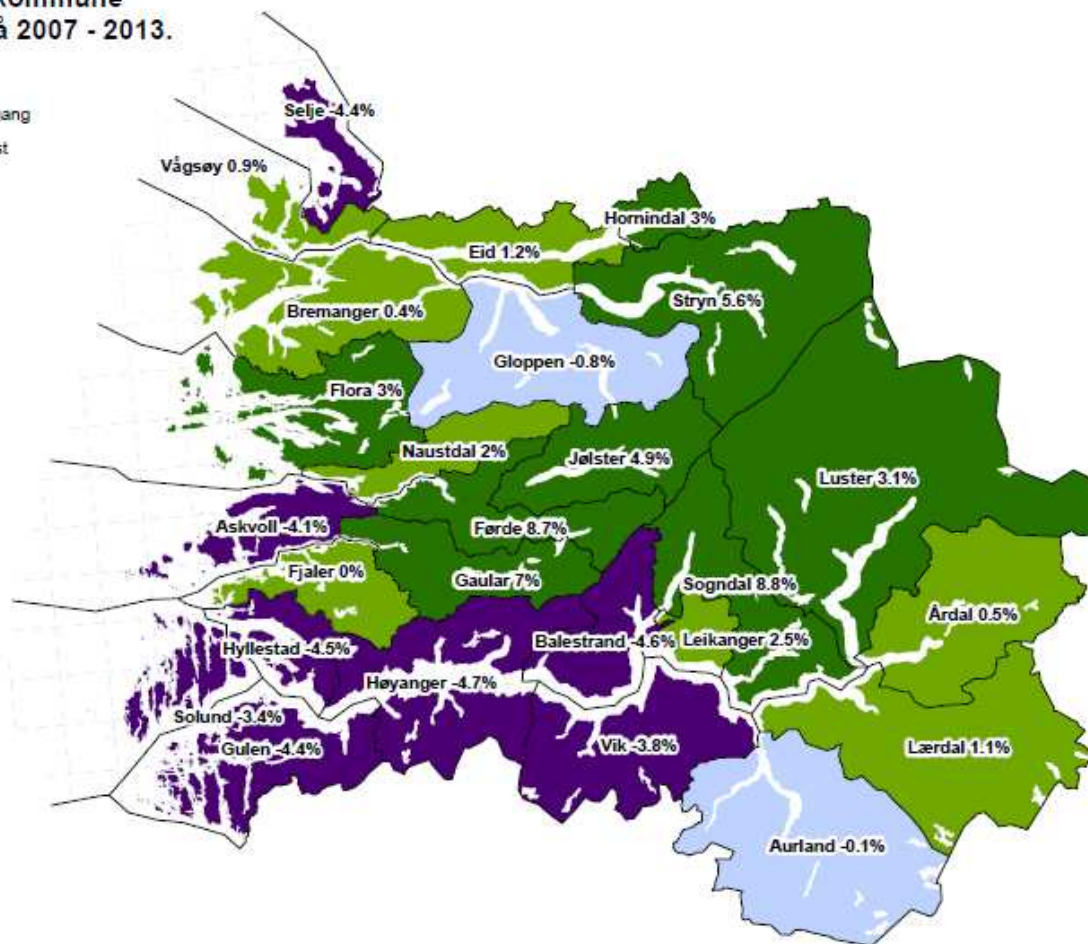 kommune
å 2007 - 2013.
Selje -4.4%
Vågsøy 0.9%
Hornindal 3%
Eid 1.2%
Stryn 5.6%
Bremanger 0.4%
Gloppen -0.8%
Flora 3%
Naustdal 2%
Jølster 4.9%
Luster 3.1%
Askvoll -4.1%
Førde 8.7%
Fjaler 0%
Gaular 7%
Sogndal 8.8%
Årdal 0.5%
Balestrand -4.6%
Leikanger 2.5%
Hyllestad -4.5%
Høyanger -4.7%
Solund -3.4%
Gulen -4.4%
Vik -3.8%
Lærdal 1.1%
Aurland -0.1%